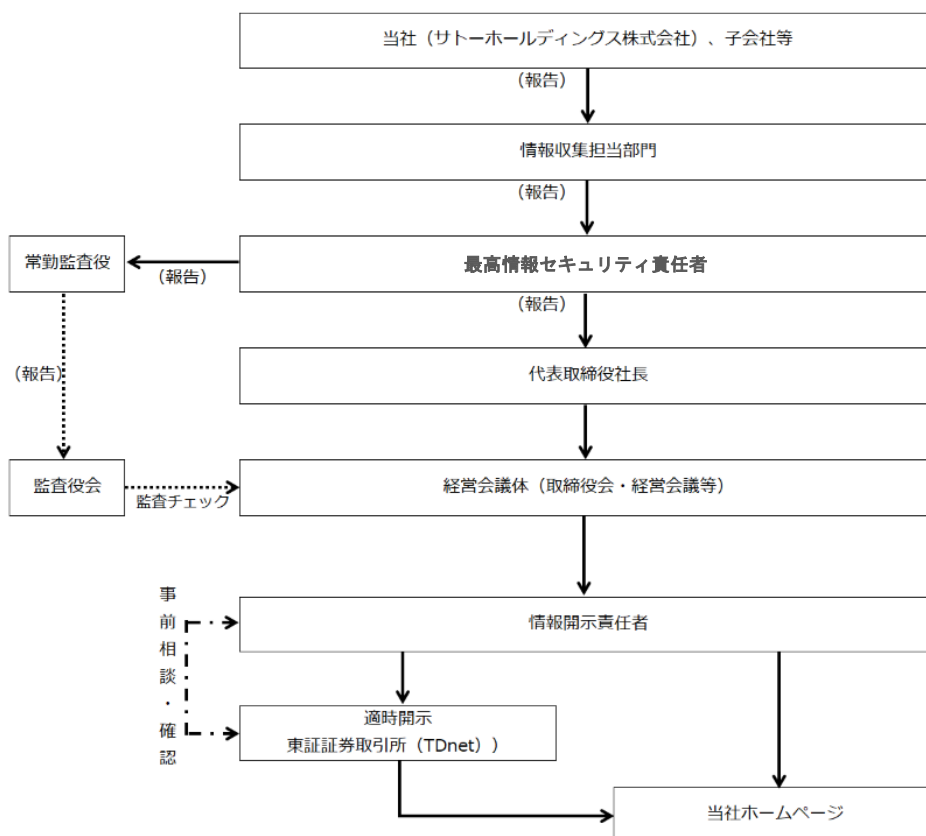 当社（サトーホールディングス株式会社）、子会社等
（報告）
情報収集担当部門
（報告）
常勤監査役
最高情報セキュリティ責任者
（報告）
（報告）
代表取締役社長
（報告）
監査役会
監査チェック
経営会議体（取締役会・経営会議等）
事前相談・確認
情報開示責任者
適時開示
東証証券取引所（TDnet））
当社ホームページ